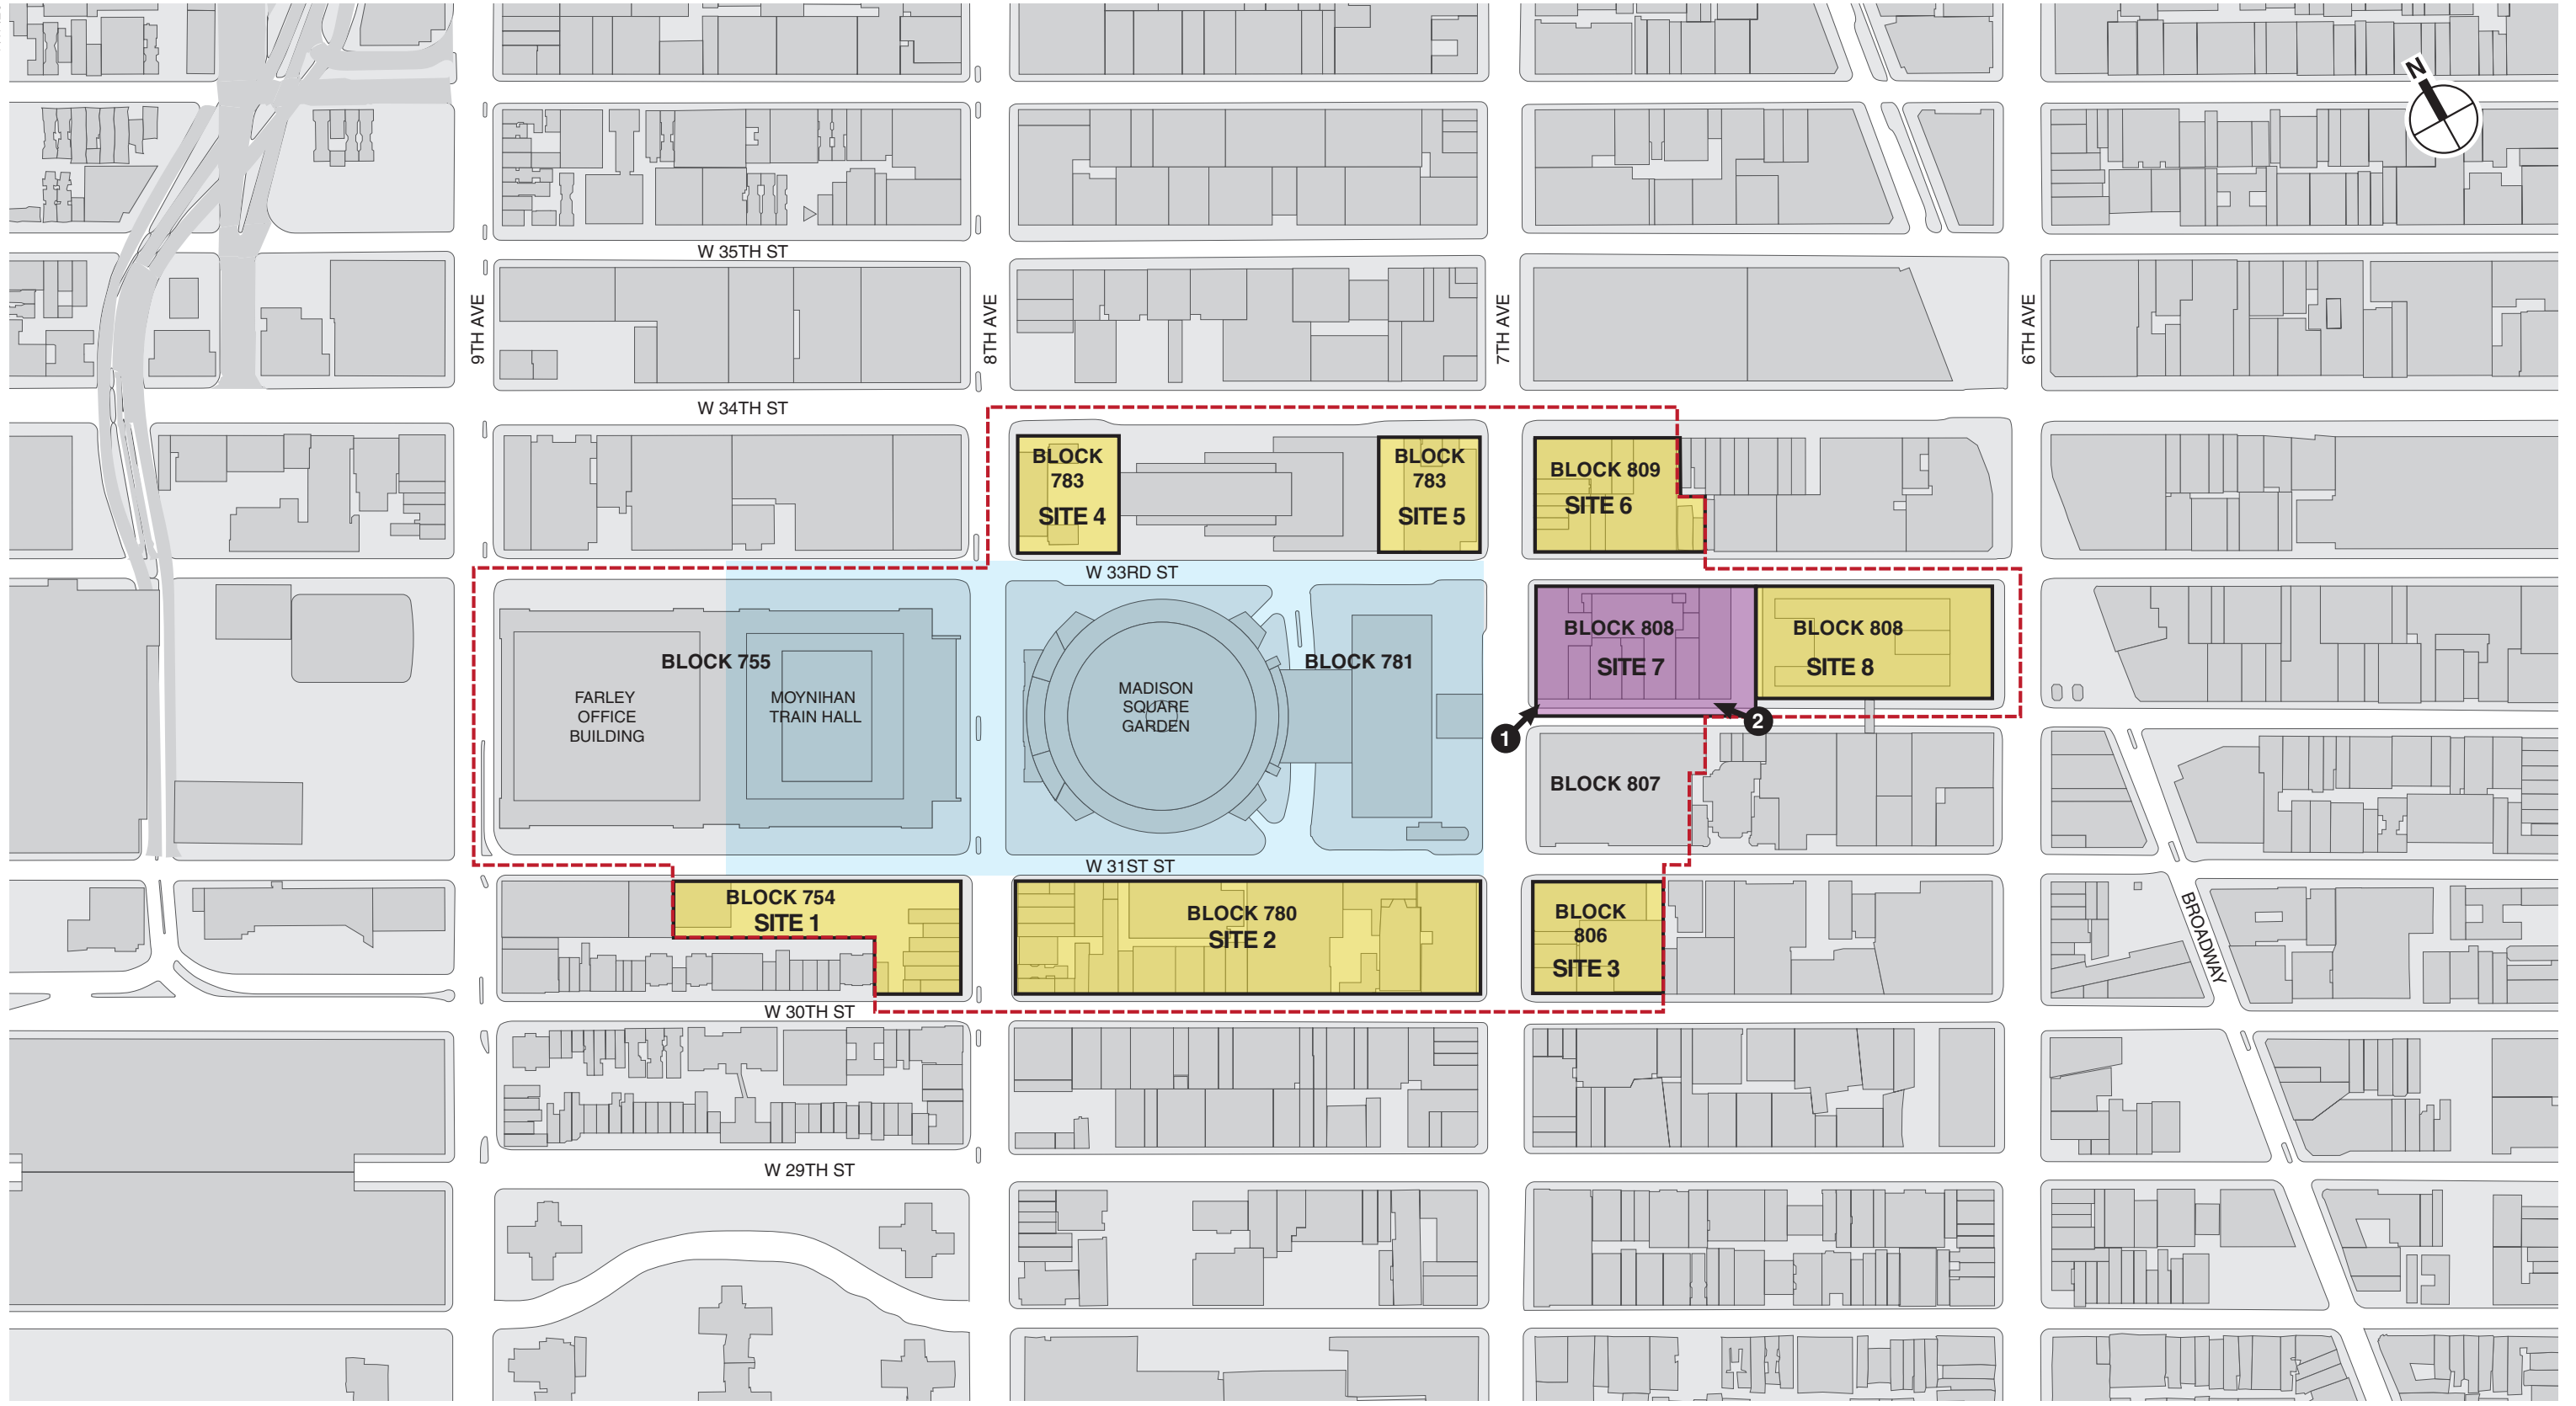 N
W 35TH ST
9TH AVE
8TH AVE
7TH AVE
6TH AVE
W 34TH ST
BLOCK
783
SITE 4
BLOCK
783
SITE 5
BLOCK 809
SITE 6
W 33RD ST
BLOCK 755
FARLEY
OFFICE
BUILDING
MOYNIHAN
TRAIN HALL
MADISON
SQUARE
GARDEN
BLOCK 781
BLOCK 808
SITE 7
BLOCK 808
SITE 8
1
2
BLOCK 807
W 31ST ST
BLOCK 754
SITE 1
BLOCK 780
SITE 2
BLOCK
806
SITE 3
BROADWAY
W 30TH ST
W 29TH ST